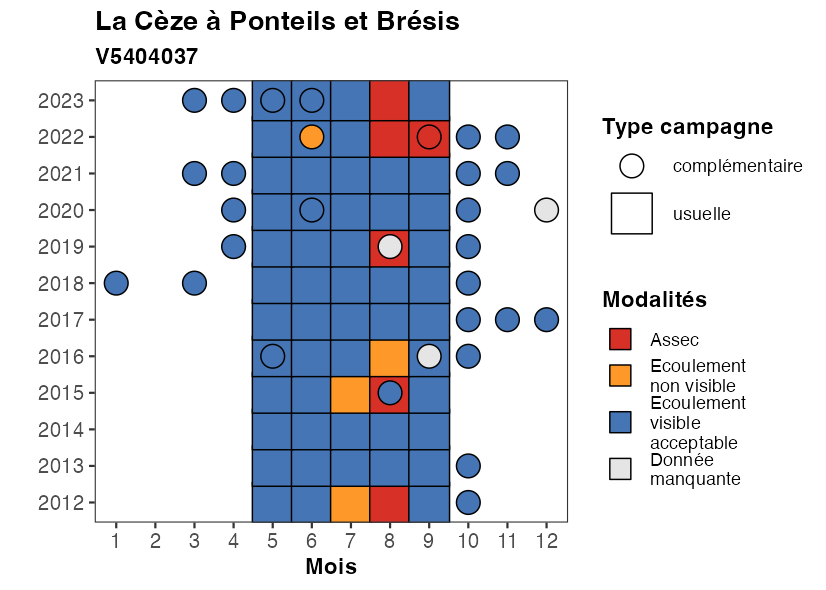 La Cèze à Ponteils et Brésis
V5404037
2023
2022
2021
2020
2019
2018
2017
2016
2015
2014
2013
2012
1 2 3 4 5 6 7 8 9 10 11 12
Mois
Type campagne
complémentaire
usuelle
Modalités
Assec
Ecoulement
non visible
Ecoulement
visible
acceptable
Donnée
manquante